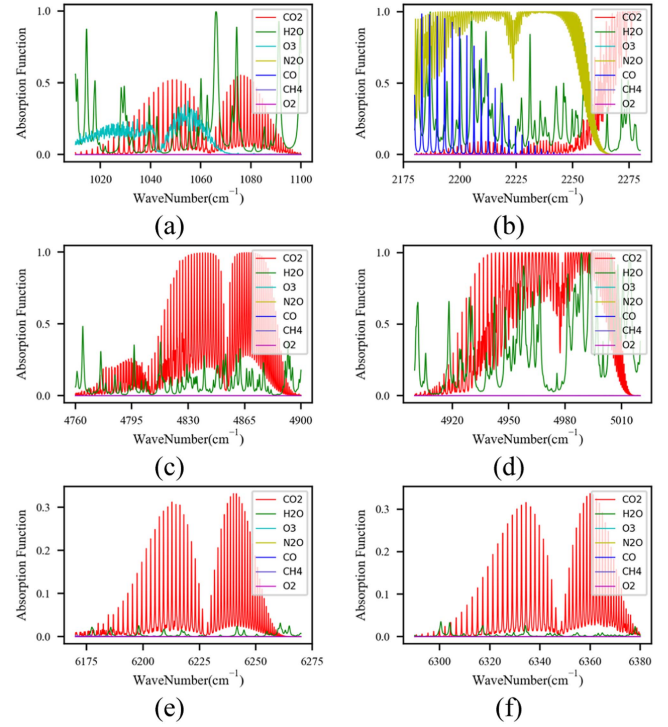 1.0
0.5
0.0
Absorption Function
1020 1040 1060 1080 1100
WaveNumber(cm⁻¹)
CO2
H2O
O3
N2O
CO
CH4
O2
(a)
1.0
0.5
0.0
Absorption Function
2175 2200 2225 2250 2275
WaveNumber(cm⁻¹)
CO2
H2O
O3
N2O
CO
CH4
O2
(b)
1.0
0.5
0.0
Absorption Function
4760 4795 4830 4865 4900
WaveNumber(cm⁻¹)
CO2
H2O
O3
N2O
CO
CH4
O2
(c)
1.0
0.5
0.0
Absorption Function
4920 4950 4980 5010
WaveNumber(cm⁻¹)
CO2
H2O
O3
N2O
CO
CH4
O2
(d)
0.3
0.2
0.1
0.0
Absorption Function
6175 6200 6225 6250 6275
WaveNumber(cm⁻¹)
CO2
H2O
O3
N2O
CO
CH4
O2
(e)
0.3
0.2
0.1
0.0
Absorption Function
6300 6320 6340 6360 6380
WaveNumber(cm⁻¹)
CO2
H2O
O3
N2O
CO
CH4
O2
(f)